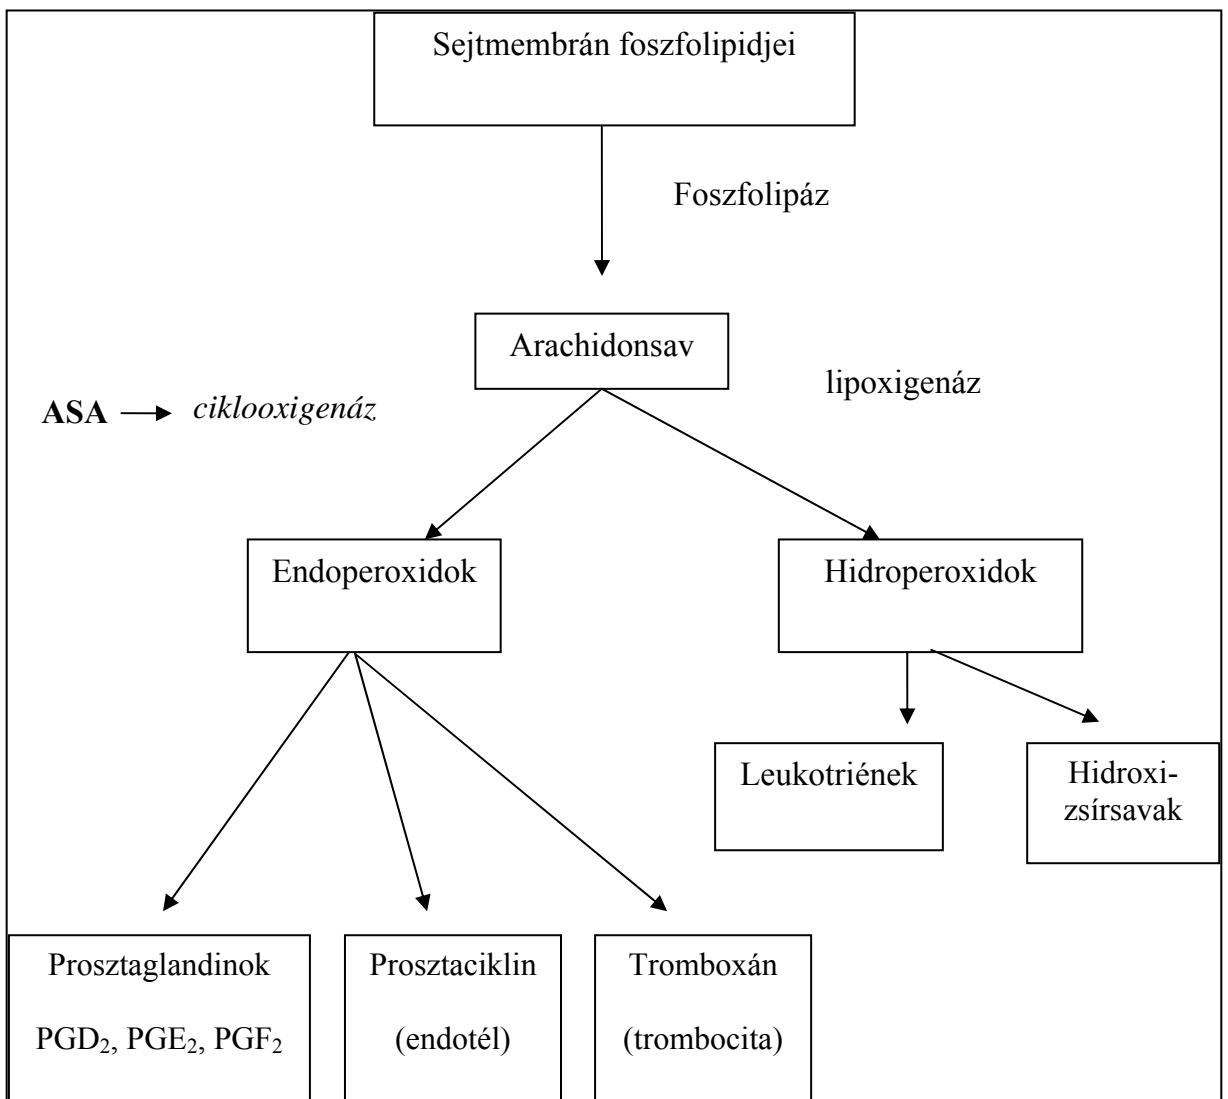 Sejtmembrán foszfolipidjei
Foszfolipáz
Arachidonsav
lipoxigenáz
ASA
ciklooxigenáz
Endoperoxidok
Hidroperoxidok
Leukotriének
Hidroxi-
zsírsavak
Prosztaglandinok
PGD₂, PGE₂, PGF₂
Prosztaciklin
(endotél)
Tromboxán
(trombocita)